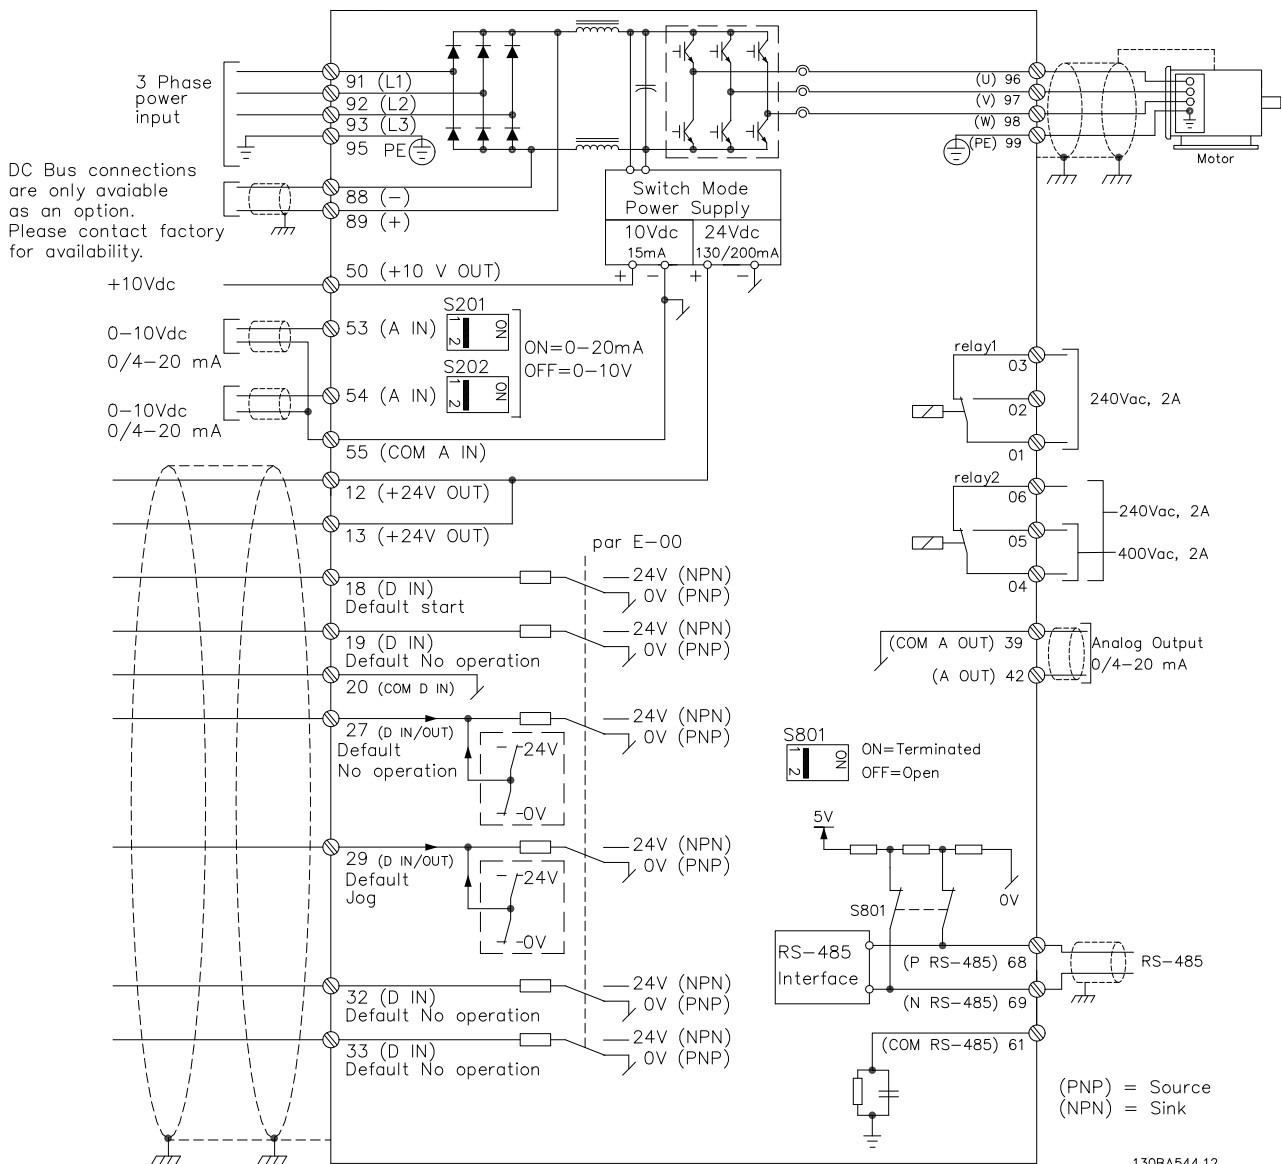 3 Phase
power
input
91 (L1)
92 (L2)
93 (L3)
95 PE
DC Bus connections
are only avaiable
as an option.
Please contact factory
for availability.
88 (-)
89 (+)
Switch Mode
Power Supply
10Vdc
15mA
24Vdc
130/200mA
+ - + -
(U) 96
(V) 97
(W) 98
(PE) 99
Motor
+10Vdc
50 (+10 V OUT)
0-10Vdc
0/4-20 mA
53 (A IN)
S201
1 2
ON
ON=0-20mA
OFF=0-10V
S202
1 2
ON
0-10Vdc
0/4-20 mA
54 (A IN)
55 (COM A IN)
12 (+24V OUT)
13 (+24V OUT)
relay1
03
02
01
240Vac, 2A
relay2
06
05
04
240Vac, 2A
400Vac, 2A
par E-00
18 (D IN)
Default start
24V (NPN)
0V (PNP)
19 (D IN)
Default No operation
24V (NPN)
0V (PNP)
20 (COM D IN)
27 (D IN/OUT)
Default
No operation
24V
0V
24V (NPN)
0V (PNP)
29 (D IN/OUT)
Default
Jog
24V
0V
24V (NPN)
0V (PNP)
32 (D IN)
Default No operation
24V (NPN)
0V (PNP)
33 (D IN)
Default No operation
24V (NPN)
0V (PNP)
(COM A OUT) 39
(A OUT) 42
Analog Output
0/4-20 mA
S801
1 2
ON
ON=Terminated
OFF=Open
5V
0V
S801
RS-485
Interface
(P RS-485) 68
(N RS-485) 69
RS-485
(COM RS-485) 61
(PNP) = Source
(NPN) = Sink
130BA544.12